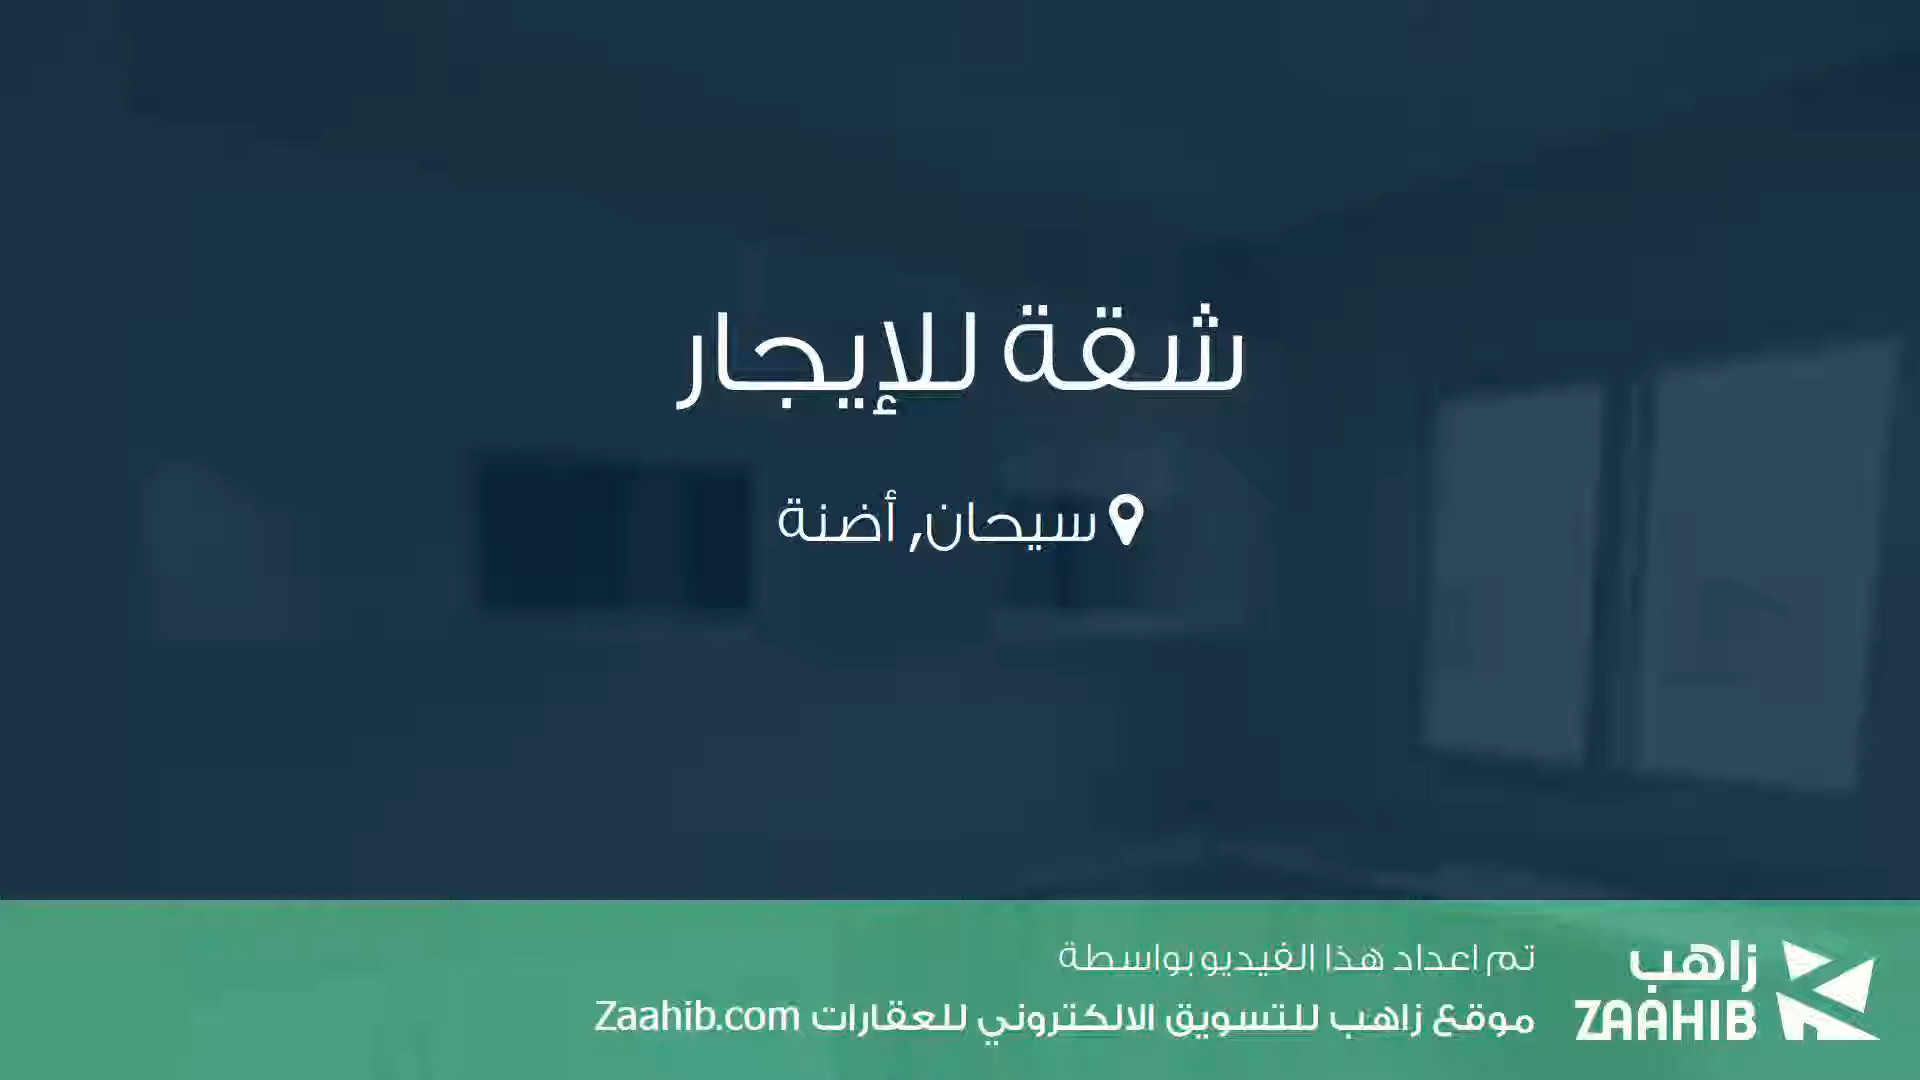 شقة للإيجار
سيحان, أضنة
تم اعداد هذا الفيديو بواسطة
موقع زاهب للتسويق الالكتروني للعقارات Zaahib.com
زاهب
ZAAHIB